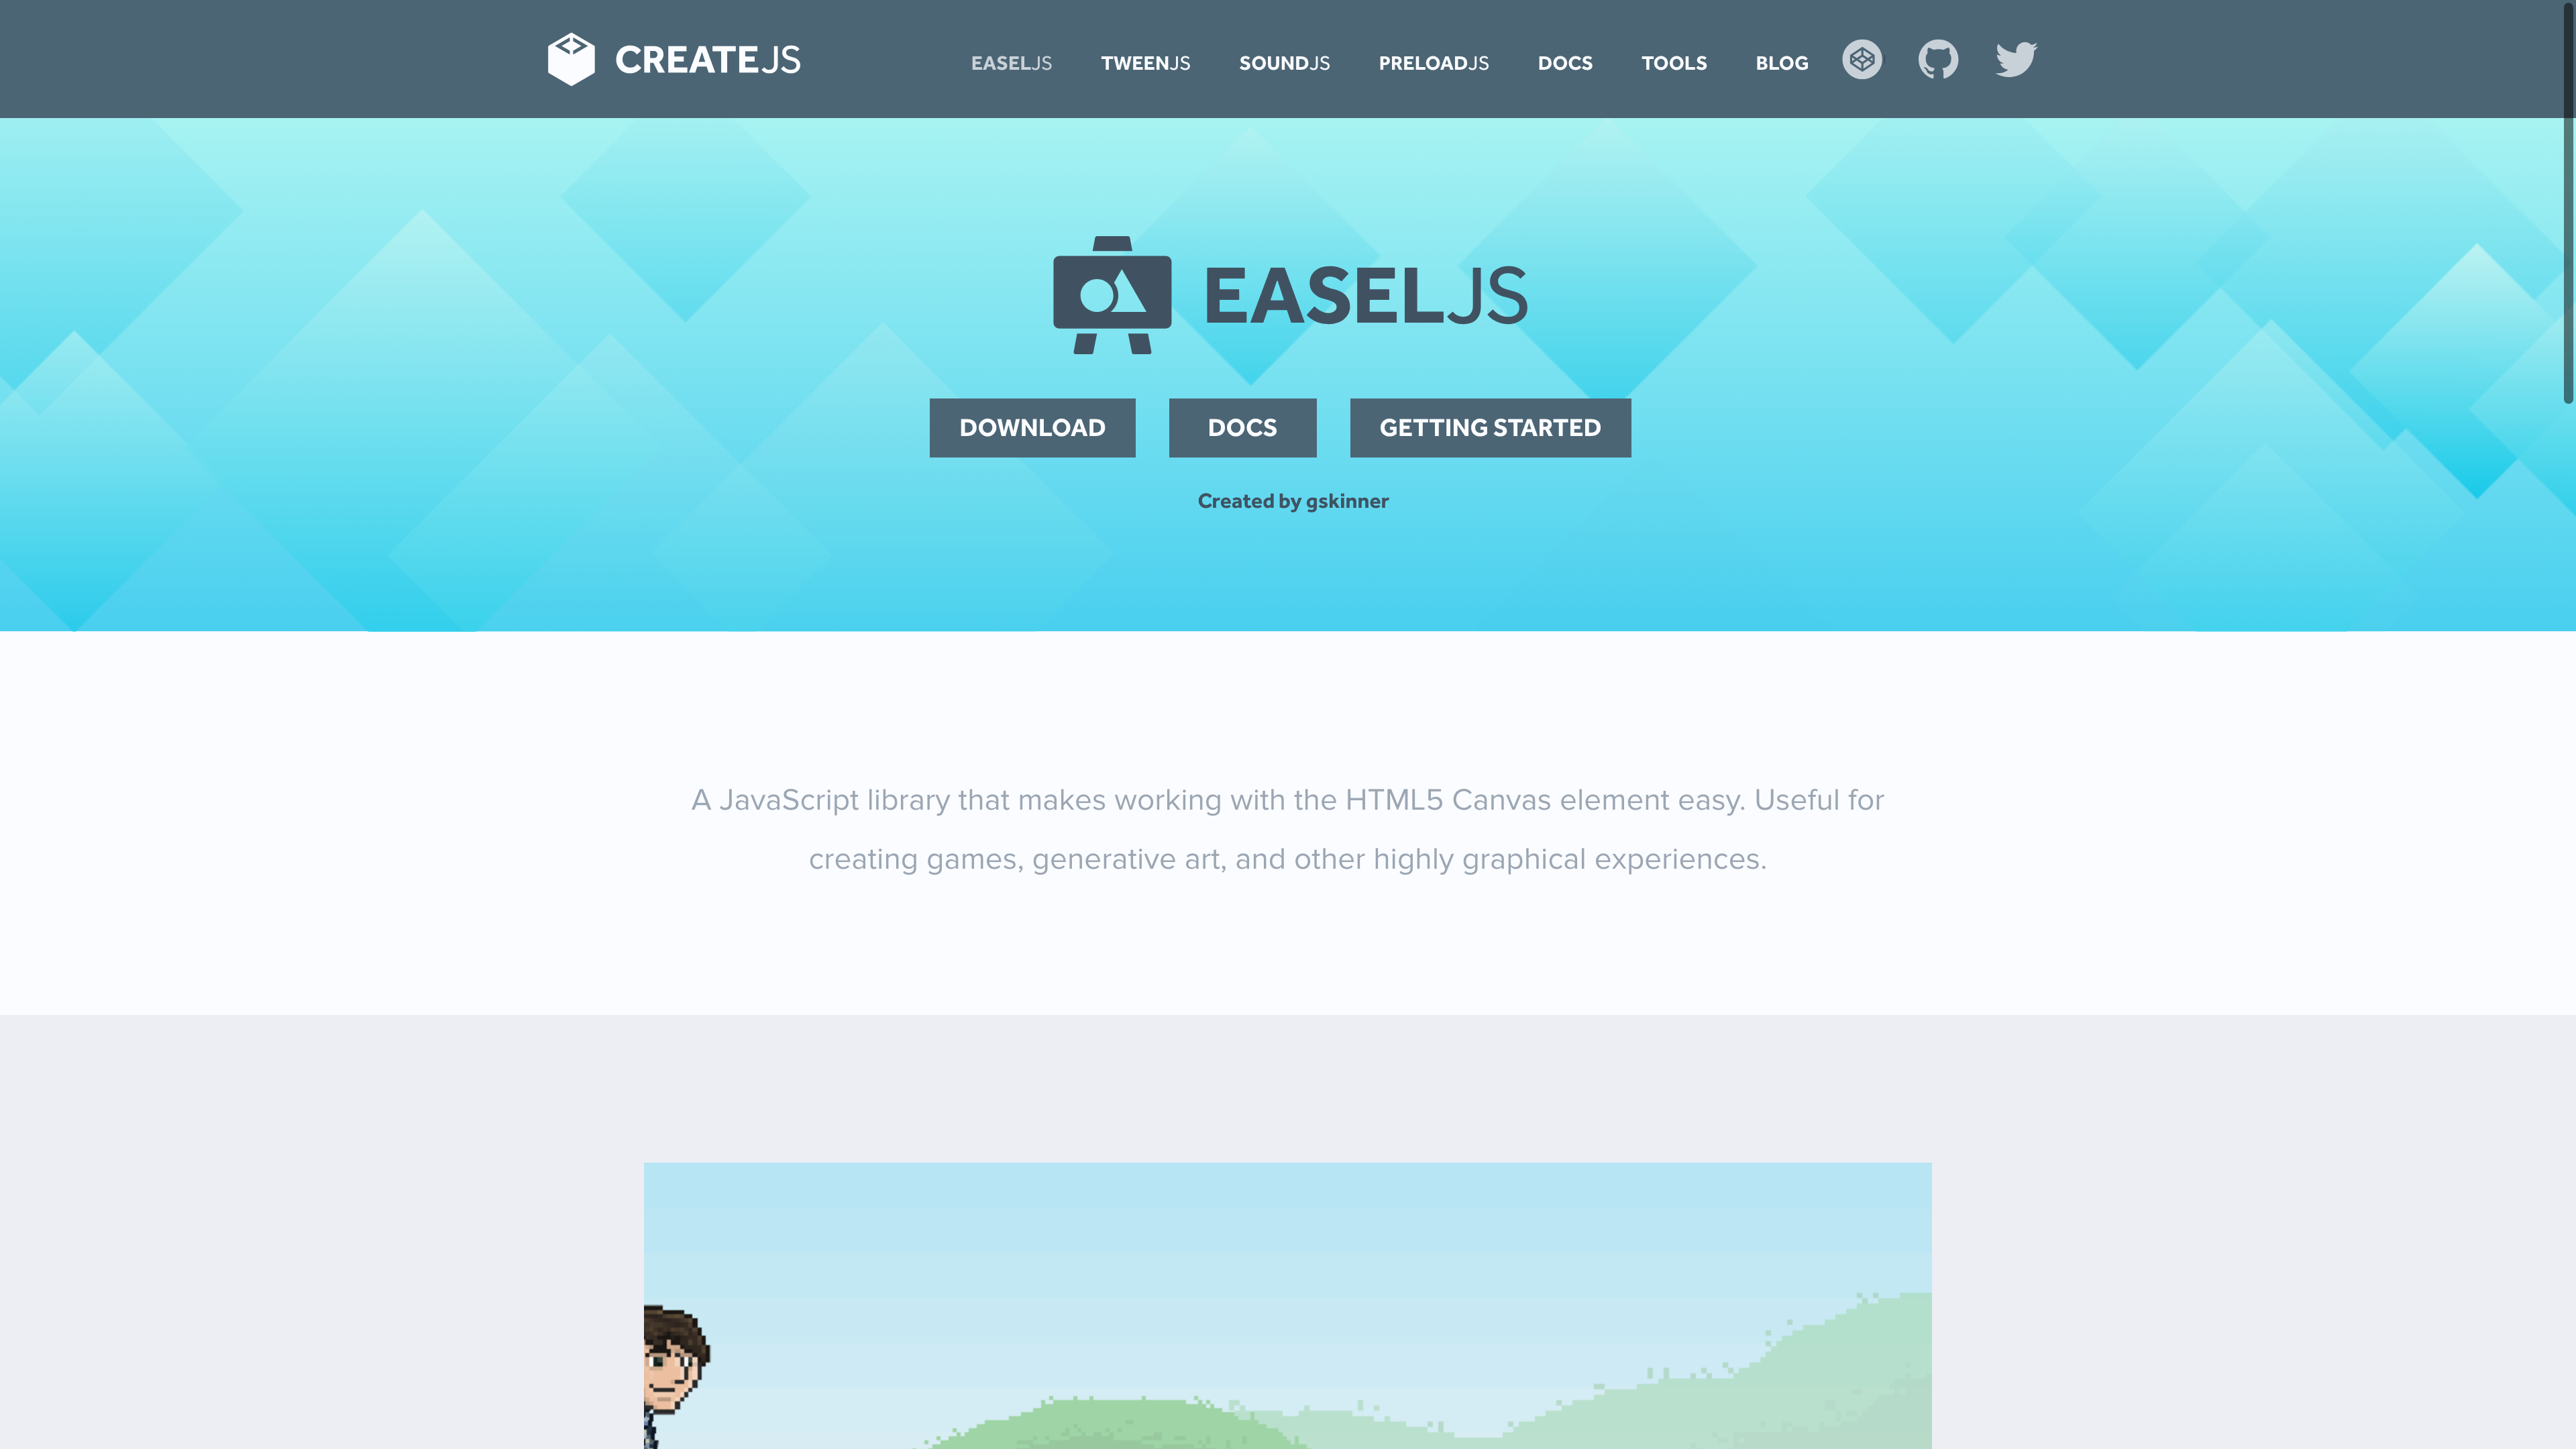 CREATEJS
EASELJS TWEENJS SOUNDJS PRELOADJS DOCS TOOLS BLOG
EASELJS
DOWNLOAD DOCS GETTING STARTED
Created by gskinner
A JavaScript library that makes working with the HTML5 Canvas element easy. Useful for
creating games, generative art, and other highly graphical experiences.